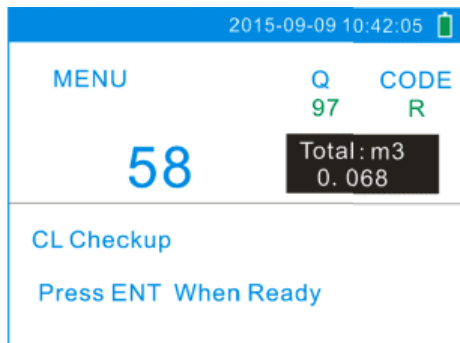 2015-09-09 10:42:05
MENU Q CODE
97 R
58
Total : m3
0. 068
CL Checkup
Press ENT When Ready